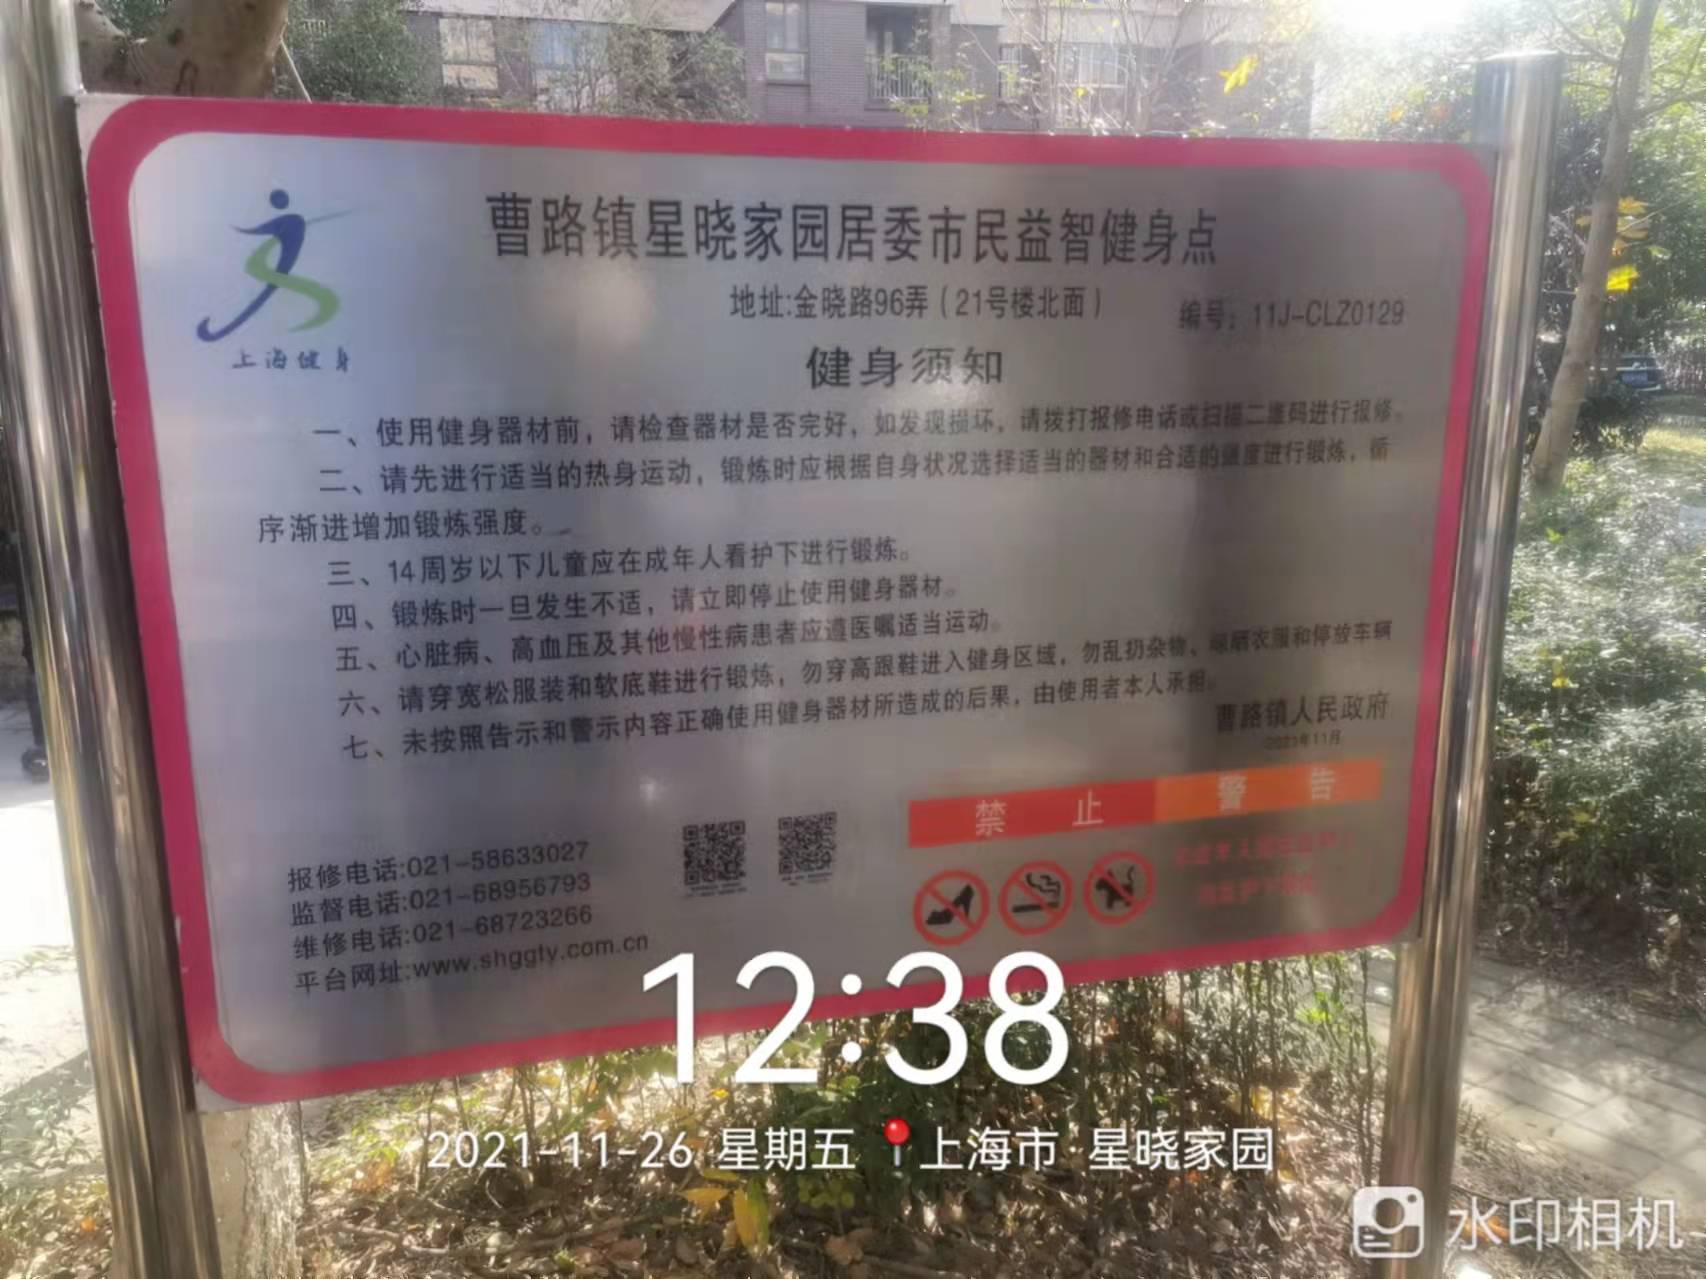 上海健身
曹路镇星晓家园居委市民益智健身点
地址:金晓路96弄（21号楼北面）
编号：11J-CLZ0129
健身须知
一、使用健身器材前，请检查器材是否完好，如发现损坏，请拨打报修电话或扫描二维码进行报修。
二、请先进行适当的热身运动，锻炼时应根据自身状况选择适当的器材和合适的强度进行锻炼，循
序渐进增加锻炼强度。
三、14周岁以下儿童应在成年人看护下进行锻炼。
四、锻炼时一旦发生不适，请立即停止使用健身器材。
五、心脏病、高血压及其他慢性病患者应遵医嘱适当运动。
六、请穿宽松服装和软底鞋进行锻炼，勿穿高跟鞋进入健身区域，勿乱扔杂物、晾晒衣服和停放车辆
七、未按照告示和警示内容正确使用健身器材所造成的后果，由使用者本人承担。
曹路镇人民政府
2021年11月
禁止 警告
报修电话:021-58633027
监督电话:021-68956793
维修电话:021-68723266
平台网址:www.shggty.com.cn
12:38
2021-11-26 星期五 上海市·星晓家园
水印相机